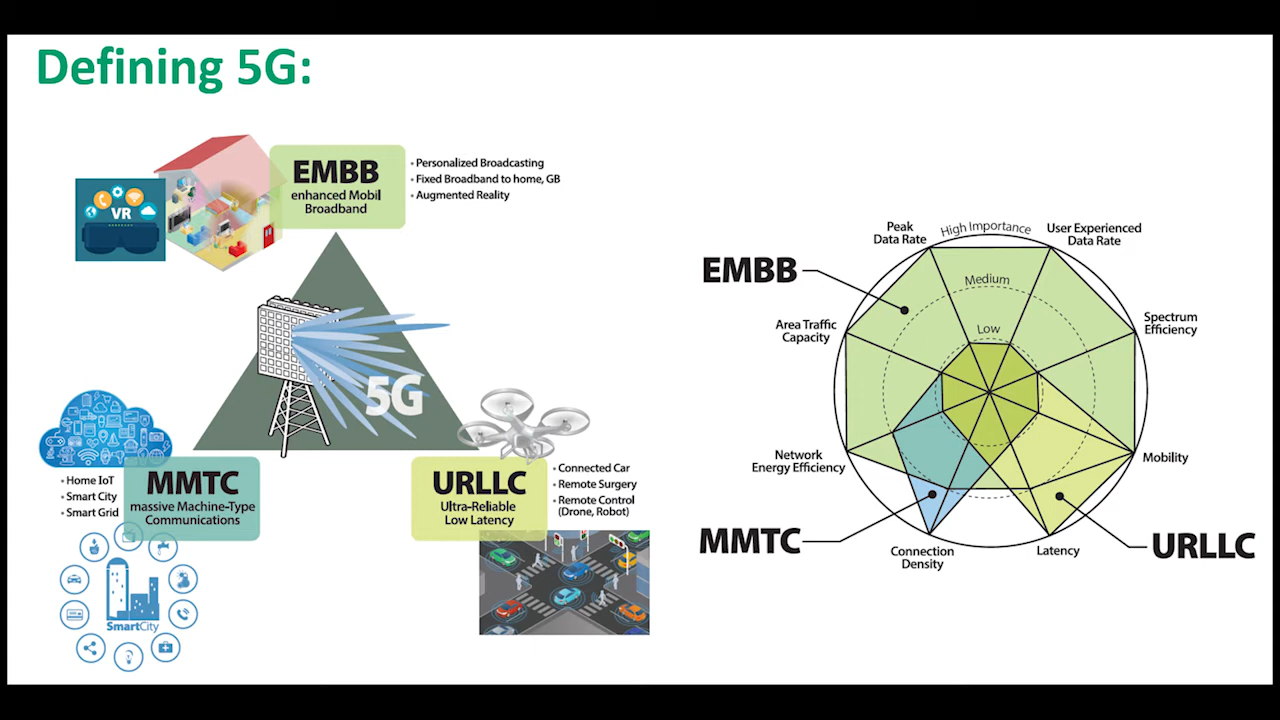 Defining 5G:
EMBB
enhanced Mobil
Broadband
• Personalized Broadcasting
• Fixed Broadband to home, GB
• Augmented Reality
VR
5G
• Home IoT
• Smart City
• Smart Grid
MMTC
massive Machine-Type
Communications
URLLC
Ultra-Reliable
Low Latency
• Connected Car
• Remote Surgery
• Remote Control
(Drone, Robot)
SmartCity
Peak
Data Rate
High Importance
User Experienced
Data Rate
EMBB
Medium
Area Traffic
Capacity
Low
Spectrum
Efficiency
Network
Energy Efficiency
Mobility
MMTC
Connection
Density
Latency
URLLC